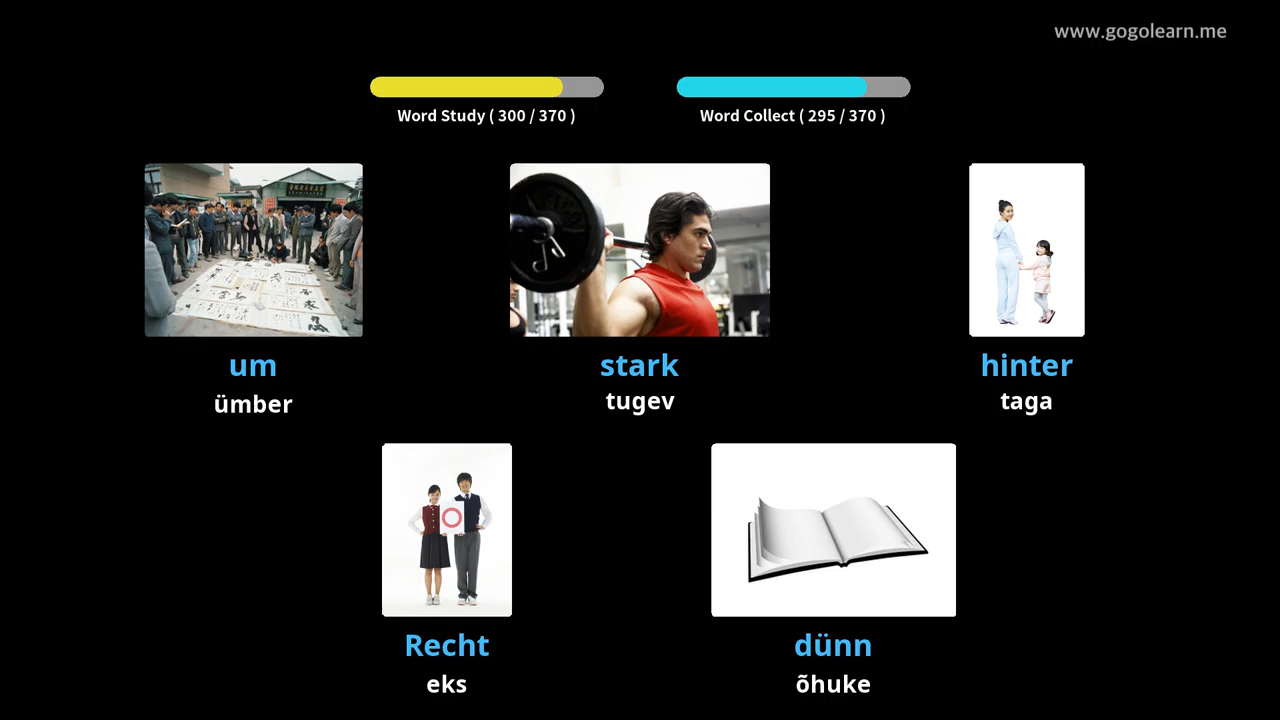 www.gogolearn.me
Word Study ( 300 / 370 )
Word Collect ( 295 / 370 )
um
ümber
stark
tugev
hinter
taga
Recht
eks
dünn
õhuke